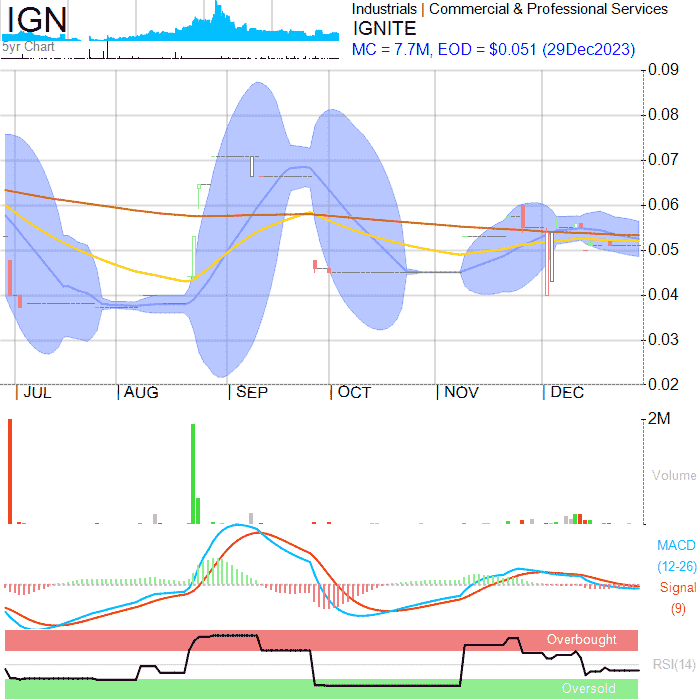 IGN
5yr Chart
Industrials | Commercial & Professional Services
IGNITE
MC = 7.7M, EOD = $0.051 (29Dec2023)
0.09
0.08
0.07
0.06
0.05
0.04
0.03
0.02
JUL AUG SEP OCT NOV DEC
2M
Volume
MACD
(12-26)
Signal
(9)
Overbought
RSI(14)
Oversold